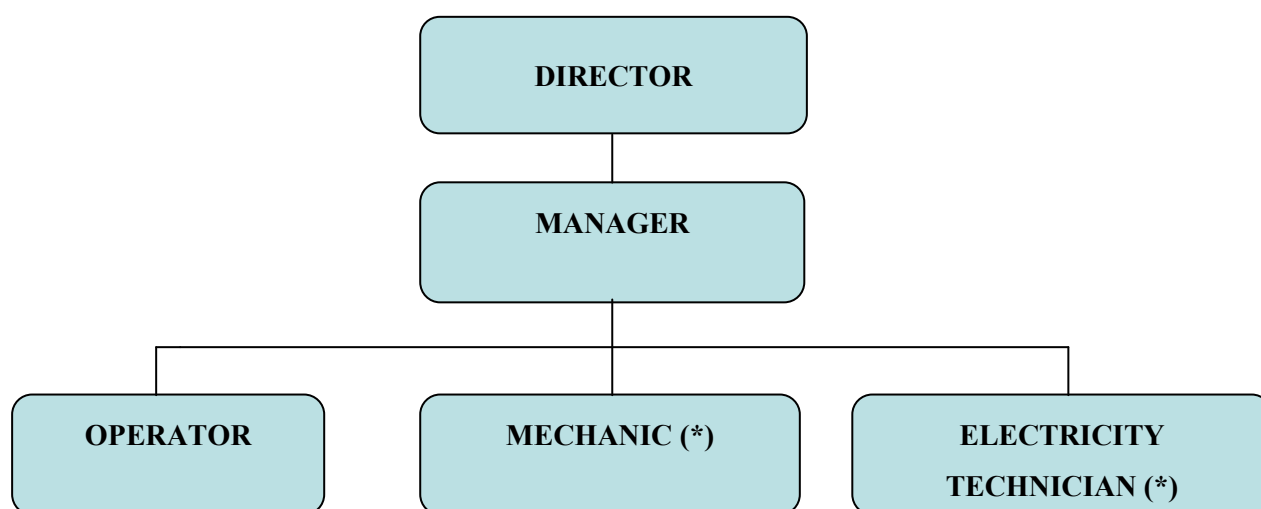 DIRECTOR
MANAGER
OPERATOR
MECHANIC (*)
ELECTRICITY
TECHNICIAN (*)